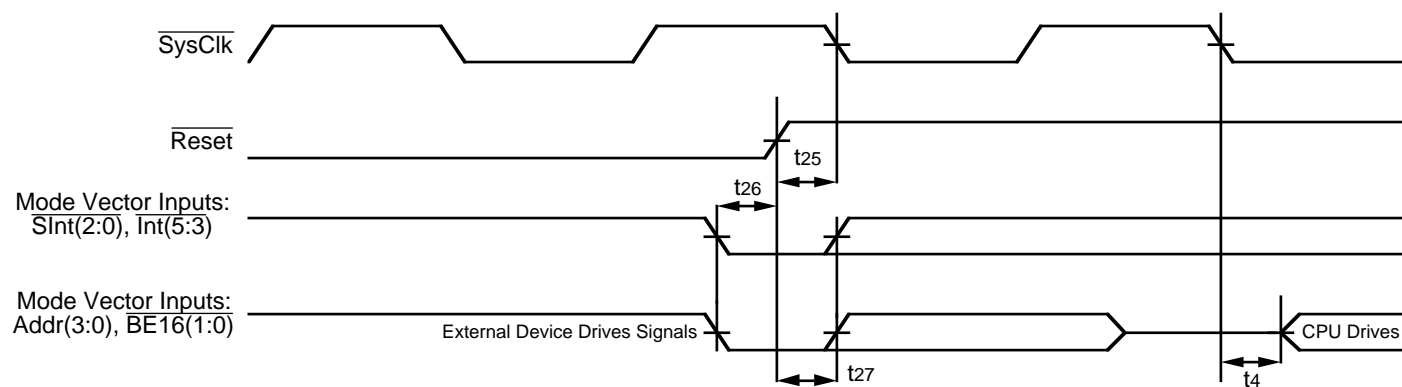 SysClk
Reset
t25
t26
Mode Vector Inputs:
SInt(2:0), Int(5:3)
Mode Vector Inputs:
Addr(3:0), BE16(1:0)
External Device Drives Signals
CPU Drives
t27
t4